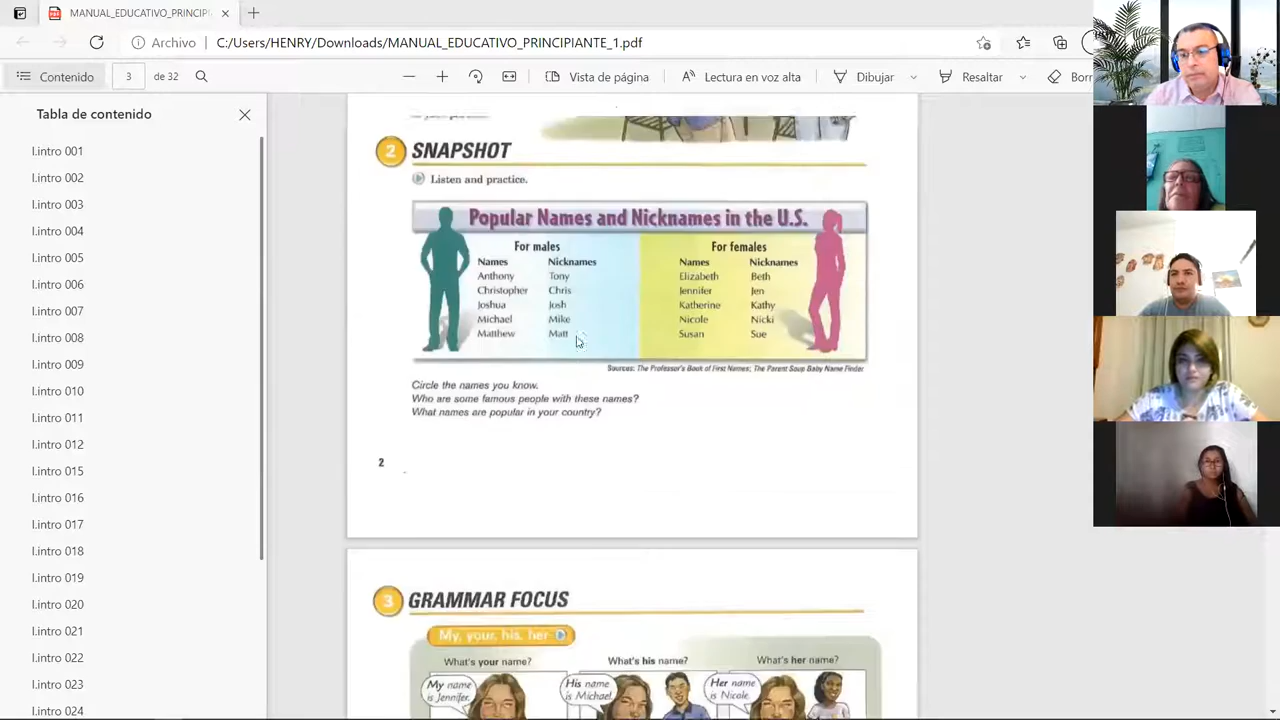 MANUAL_EDUCATIVO_PRINCIPI
Archivo
C:/Users/HENRY/Downloads/MANUAL_EDUCATIVO_PRINCIPIANTE_1.pdf
Contenido
3
de 32
Vista de página
Lectura en voz alta
Dibujar
Resaltar
Borr
Tabla de contenido
I.intro 001
I.intro 002
I.intro 003
I.intro 004
I.intro 005
I.intro 006
I.intro 007
I.intro 008
I.intro 009
I.intro 010
I.intro 011
I.intro 012
I.intro 015
I.intro 016
I.intro 017
I.intro 018
I.intro 019
I.intro 020
I.intro 021
I.intro 022
I.intro 023
I.intro 024
2 SNAPSHOT
Listen and practice.
Popular Names and Nicknames in the U.S.
For males
Names Nicknames
Anthony Tony
Christopher Chris
Joshua Josh
Michael Mike
Matthew Matt
For females
Names Nicknames
Elizabeth Beth
Jennifer Jen
Katherine Kathy
Nicole Nicki
Susan Sue
Sources: The Professor's Book of First Names; The Parent Soup Baby Name Finder
Circle the names you know.
Who are some famous people with these names?
What names are popular in your country?
2
3 GRAMMAR FOCUS
My, your, his, her
What's your name?
What's his name?
What's her name?
My name
is Jennifer.
His name
is Michael.
Her name
is Nicole.